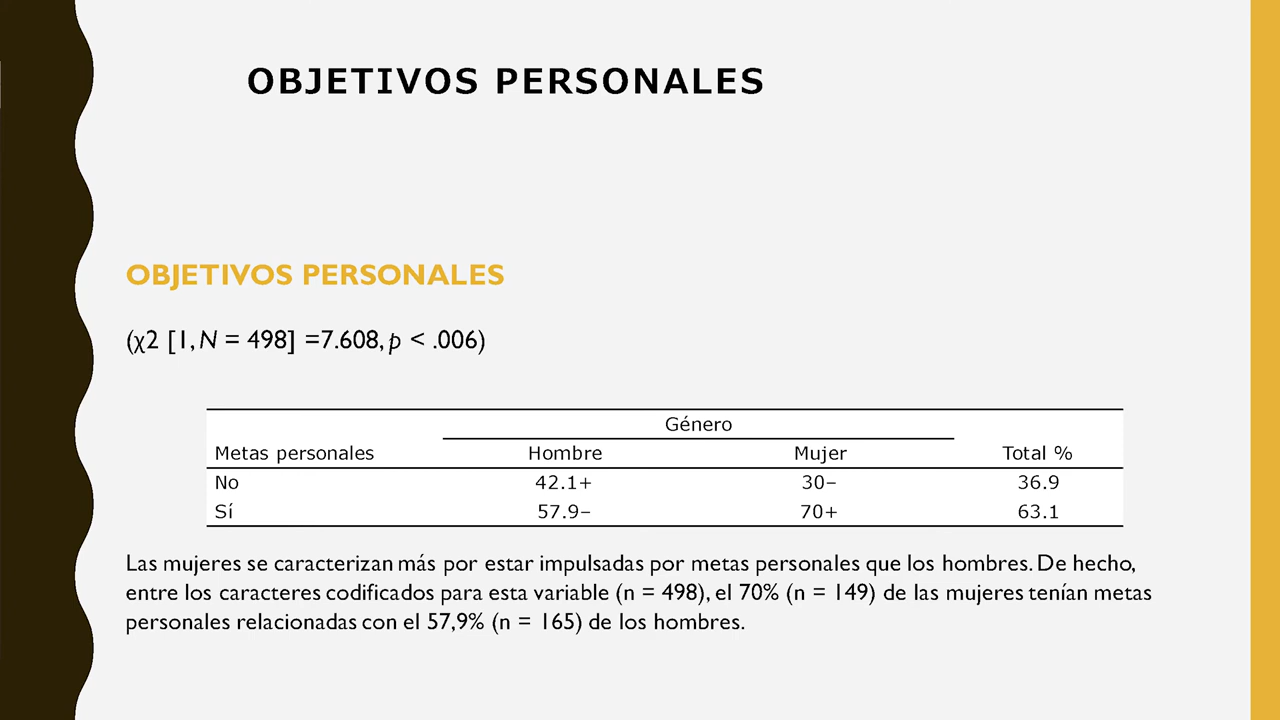 OBJETIVOS PERSONALES
OBJETIVOS PERSONALES
(χ2 [1, N = 498] =7.608, p < .006)
Género
Metas personales Hombre Mujer Total %
No 42.1+ 30– 36.9
Sí 57.9– 70+ 63.1
Las mujeres se caracterizan más por estar impulsadas por metas personales que los hombres. De hecho,
entre los caracteres codificados para esta variable (n = 498), el 70% (n = 149) de las mujeres tenían metas
personales relacionadas con el 57,9% (n = 165) de los hombres.